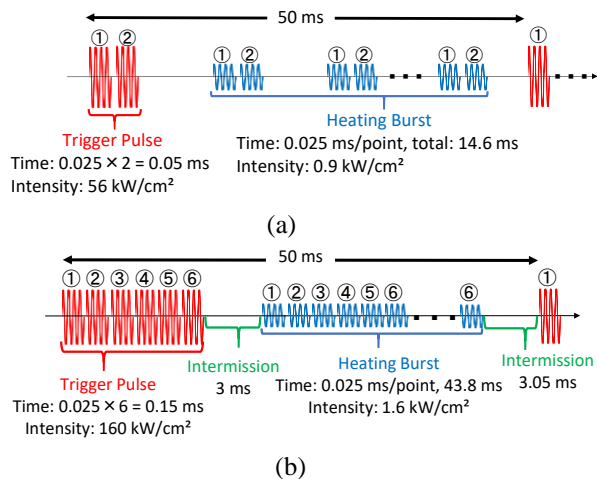 50 ms
① ② ① ② ① ② ① ② ①
Trigger Pulse
Time: 0.025 × 2 = 0.05 ms
Intensity: 56 kW/cm²
Heating Burst
Time: 0.025 ms/point, total: 14.6 ms
Intensity: 0.9 kW/cm²
(a)
50 ms
① ② ③ ④ ⑤ ⑥ ① ② ③ ④ ⑤ ⑥ ⑥ ①
Trigger Pulse
Time: 0.025 × 6 = 0.15 ms
Intensity: 160 kW/cm²
Intermission
3 ms
Heating Burst
Time: 0.025 ms/point, 43.8 ms
Intensity: 1.6 kW/cm²
Intermission
3.05 ms
(b)